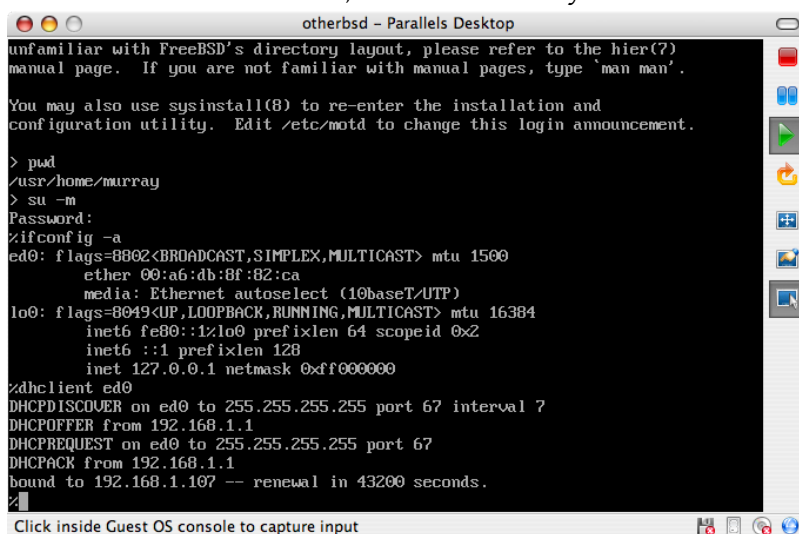 otherbsd – Parallels Desktop
unfamiliar with FreeBSD's directory layout, please refer to the hier(7)
manual page.  If you are not familiar with manual pages, type `man man'.
You may also use sysinstall(8) to re-enter the installation and
configuration utility.  Edit /etc/motd to change this login announcement.
> pwd
/usr/home/murray
> su -m
Password:
%ifconfig -a
ed0: flags=8802<BROADCAST,SIMPLEX,MULTICAST> mtu 1500
        ether 00:a6:db:8f:82:ca
        media: Ethernet autoselect (10baseT/UTP)
lo0: flags=8049<UP,LOOPBACK,RUNNING,MULTICAST> mtu 16384
        inet6 fe80::1%lo0 prefixlen 64 scopeid 0x2
        inet6 ::1 prefixlen 128
        inet 127.0.0.1 netmask 0xff000000
%dhclient ed0
DHCPDISCOVER on ed0 to 255.255.255.255 port 67 interval 7
DHCPOFFER from 192.168.1.1
DHCPREQUEST on ed0 to 255.255.255.255 port 67
DHCPACK from 192.168.1.1
bound to 192.168.1.107 -- renewal in 43200 seconds.
%
Click inside Guest OS console to capture input